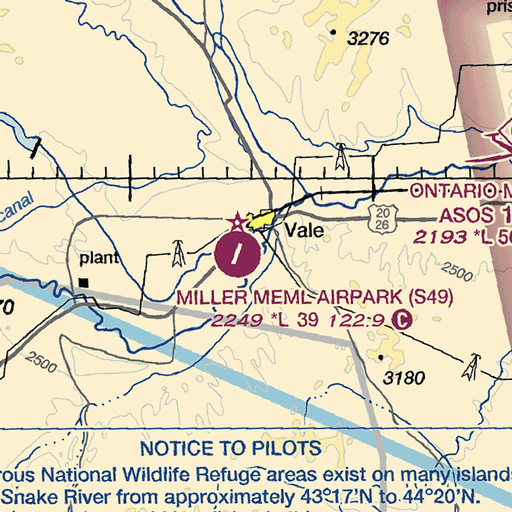 pris
3276
canal
ONTARIO M
ASOS 1
2193 *L 50
20
26
Vale
2500
plant
MILLER MEML AIRPARK (S49)
2249 *L 39 122.9 C
70
2500
3180
NOTICE TO PILOTS
rous National Wildlife Refuge areas exist on many islands
Snake River from approximately 43°17'N to 44°20'N.